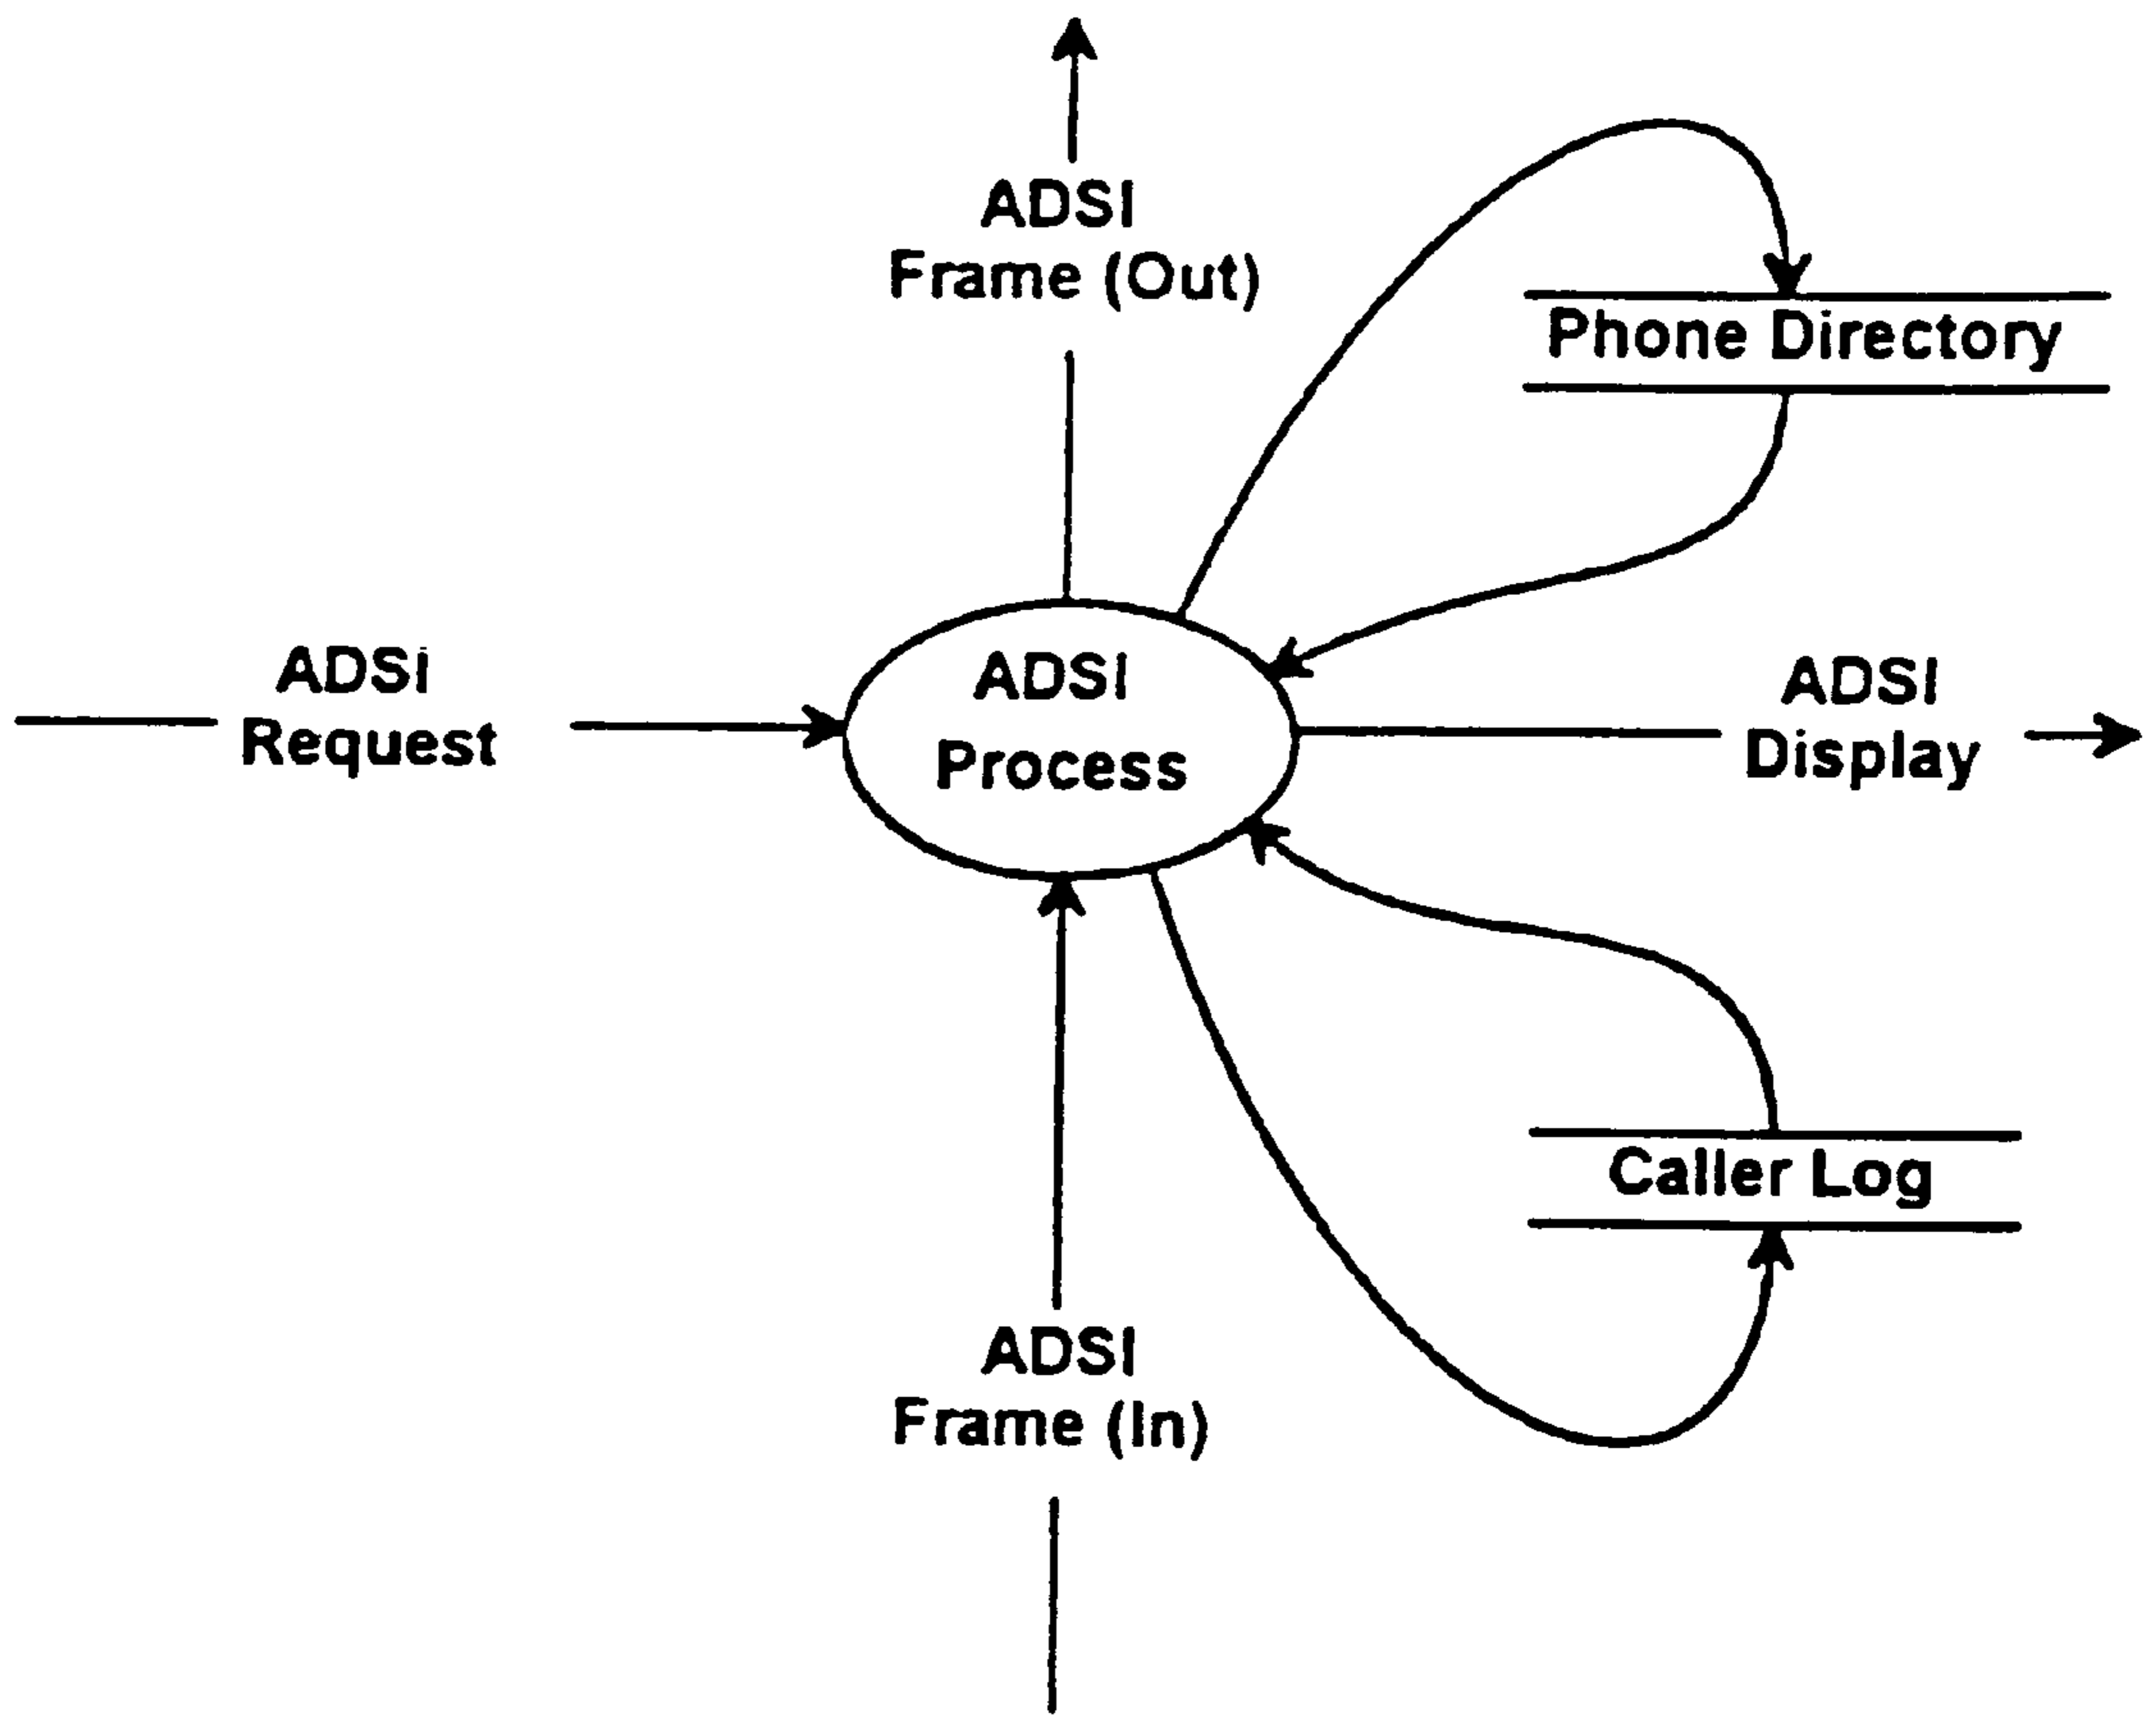 ADSI
Frame (Out)
Phone Directory
ADSI
Request
ADSI
Process
ADSI
Display
Caller Log
ADSI
Frame (In)